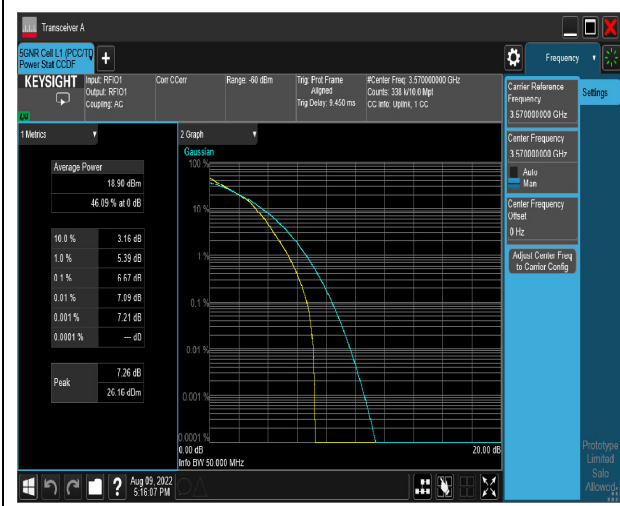 Transceiver A
5GNR Cell L1 (PCC/TD
Power Stat CCDF
Frequency
KEYSIGHT
Input: RFIO1
Output: RFIO1
Coupling: AC
Corr CCorr
Range: -60 dBm
Trig: Prot Frame
Aligned
Trig Delay: 9.450 ms
#Center Freq: 3.570000000 GHz
Counts: 338 k/10.0 Mpt
CC Info: Uplink, 1 CC
1 Metrics
Average Power
18.90 dBm
46.09 % at 0 dB
10.0 % 3.16 dB
1.0 % 5.39 dB
0.1 % 6.67 dB
0.01 % 7.09 dB
0.001 % 7.21 dB
0.0001 % --- dB
Peak
7.26 dB
26.16 dBm
2 Graph
Gaussian
100 %
10 %
1 %
0.1 %
0.01 %
0.001 %
0.0001 %
0.00 dB
20.00 dB
Info BW 50.000 MHz
Carrier Reference
Frequency
3.570000000 GHz
Center Frequency
3.570000000 GHz
Auto
Man
Center Frequency
Offset
0 Hz
Adjust Center Freq
to Carrier Config
Settings
Prototype
Limited
Sale
Allowed
Aug 09, 2022
5:16:07 PM